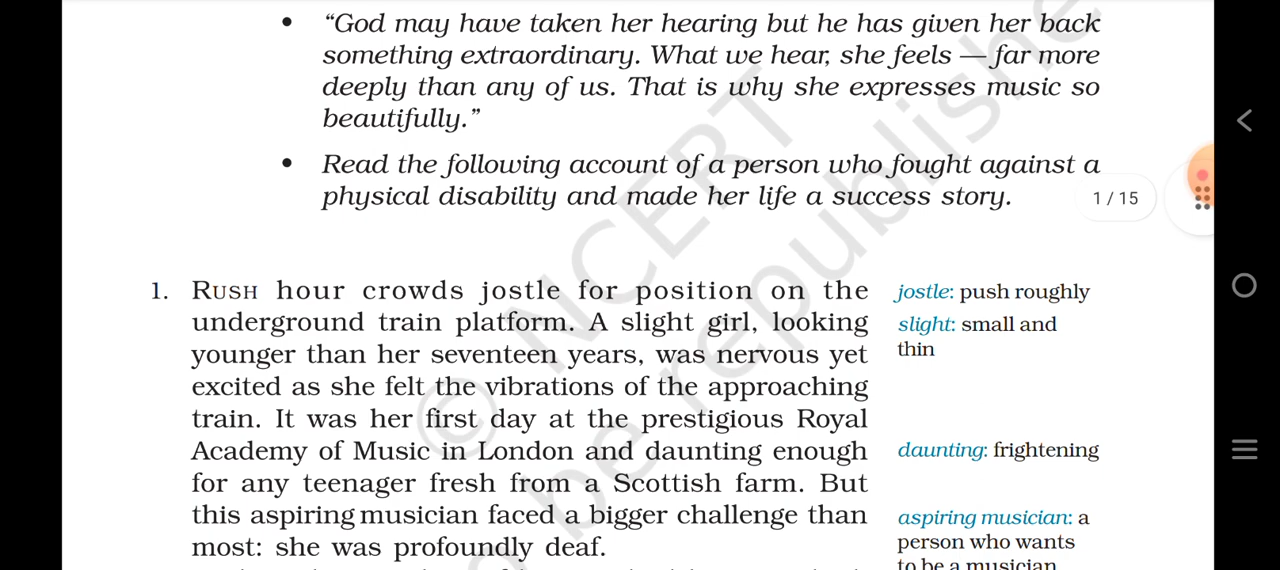 • “God may have taken her hearing but he has given her back
something extraordinary. What we hear, she feels — far more
deeply than any of us. That is why she expresses music so
beautifully.”
• Read the following account of a person who fought against a
physical disability and made her life a success story.
1 / 15
1. RUSH hour crowds jostle for position on the
underground train platform. A slight girl, looking
younger than her seventeen years, was nervous yet
excited as she felt the vibrations of the approaching
train. It was her first day at the prestigious Royal
Academy of Music in London and daunting enough
for any teenager fresh from a Scottish farm. But
this aspiring musician faced a bigger challenge than
most: she was profoundly deaf.
jostle: push roughly
slight: small and
thin
daunting: frightening
aspiring musician: a
person who wants
to be a musician
© NCERT
be republishe